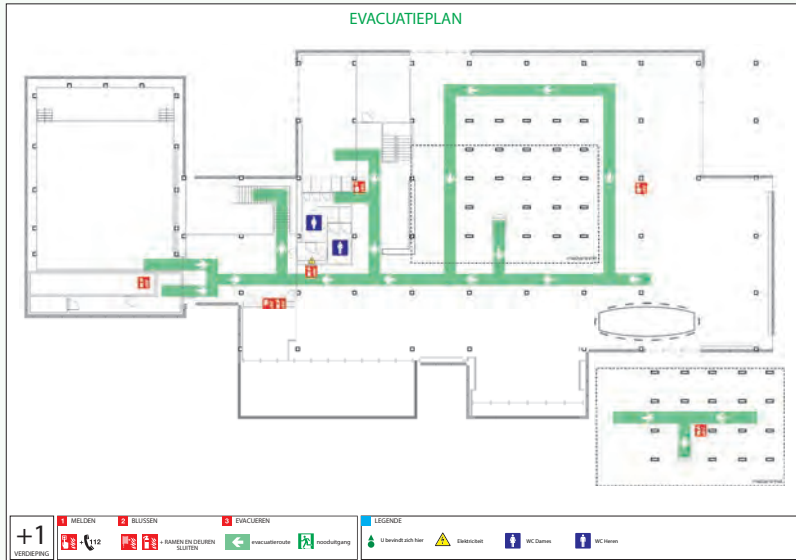 EVACUATIEPLAN
+1
VERDIEPING
1 MELDEN
+ 112
2 BLUSSEN
+ RAMEN EN DEUREN
SLUITEN
3 EVACUEREN
evacuatieroute
nooduitgang
LEGENDE
U bevindt zich hier
Elektriciteit
WC Dames
WC Heren